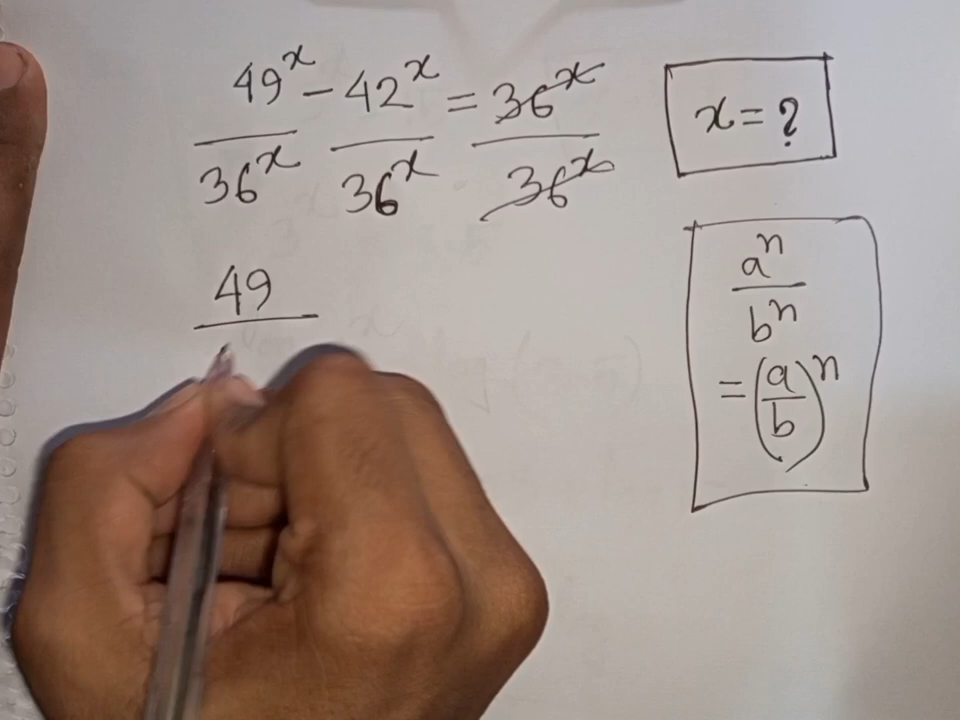 49^x - 42^x = 36^x
36^x 36^x 36^x
x = ?
49
a^n
b^n
= (a/b)^n